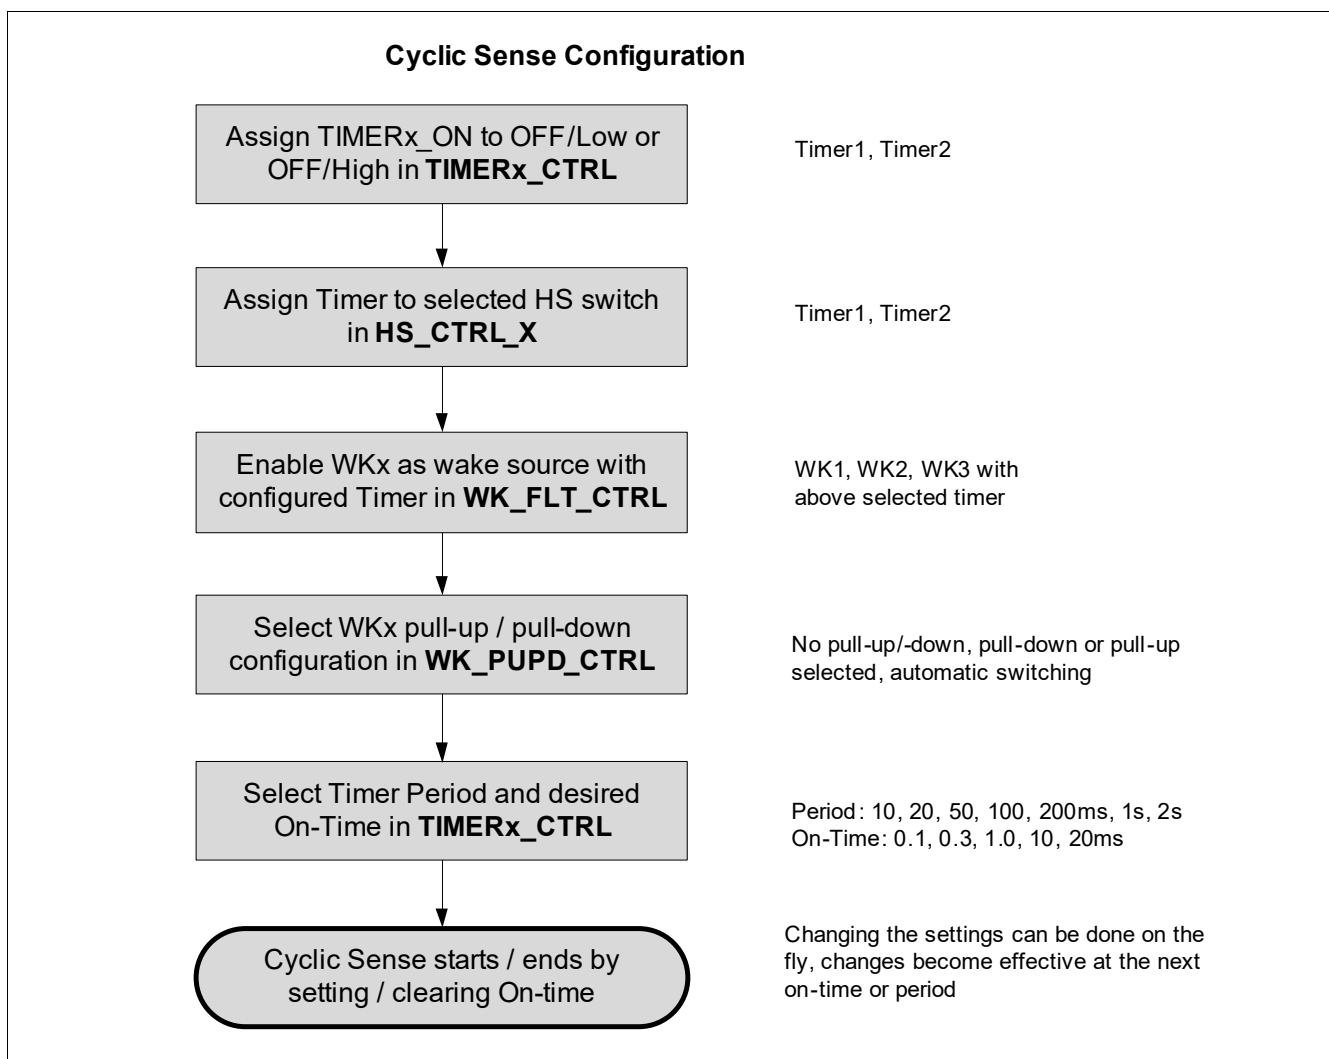 Cyclic Sense Configuration
Assign TIMERx_ON to OFF/Low or
OFF/High in TIMERx_CTRL
Timer1, Timer2
Assign Timer to selected HS switch
in HS_CTRL_X
Timer1, Timer2
Enable WKx as wake source with
configured Timer in WK_FLT_CTRL
WK1, WK2, WK3 with
above selected timer
Select WKx pull-up / pull-down
configuration in WK_PUPD_CTRL
No pull-up/-down, pull-down or pull-up
selected, automatic switching
Select Timer Period and desired
On-Time in TIMERx_CTRL
Period: 10, 20, 50, 100, 200ms, 1s, 2s
On-Time: 0.1, 0.3, 1.0, 10, 20ms
Cyclic Sense starts / ends by
setting / clearing On-time
Changing the settings can be done on the
fly, changes become effective at the next
on-time or period